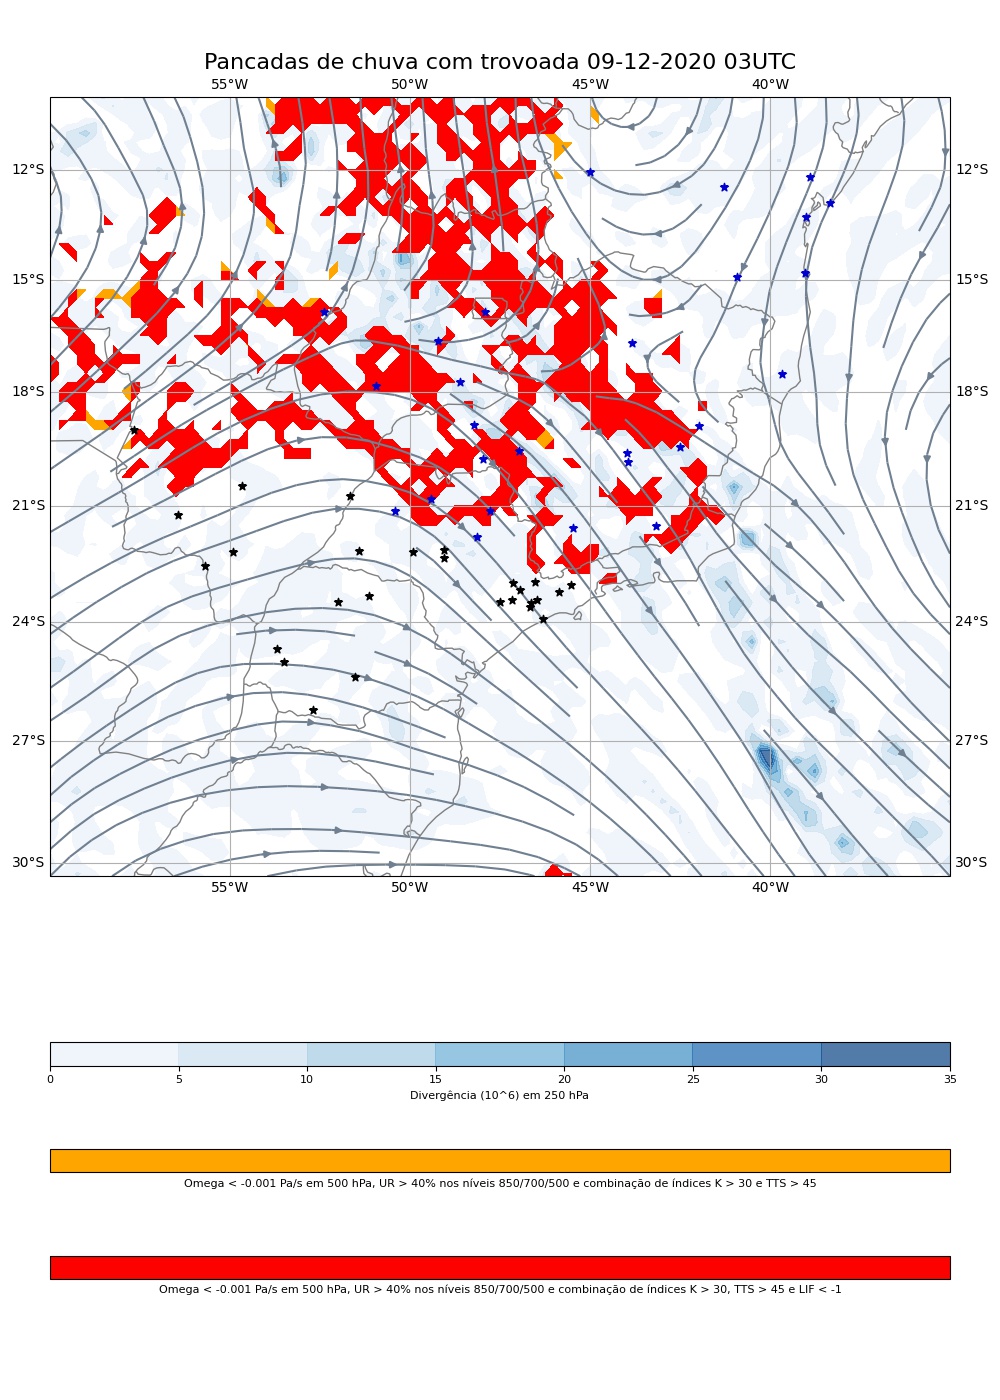 Pancadas de chuva com trovoada 09-12-2020 03UTC
55°W 50°W 45°W 40°W
12°S 12°S
15°S 15°S
18°S 18°S
21°S 21°S
24°S 24°S
27°S 27°S
30°S 30°S
55°W 50°W 45°W 40°W
0 5 10 15 20 25 30 35
Divergência (10^6) em 250 hPa
Omega < -0.001 Pa/s em 500 hPa, UR > 40% nos níveis 850/700/500 e combinação de índices K > 30 e TTS > 45
Omega < -0.001 Pa/s em 500 hPa, UR > 40% nos níveis 850/700/500 e combinação de índices K > 30, TTS > 45 e LIF < -1